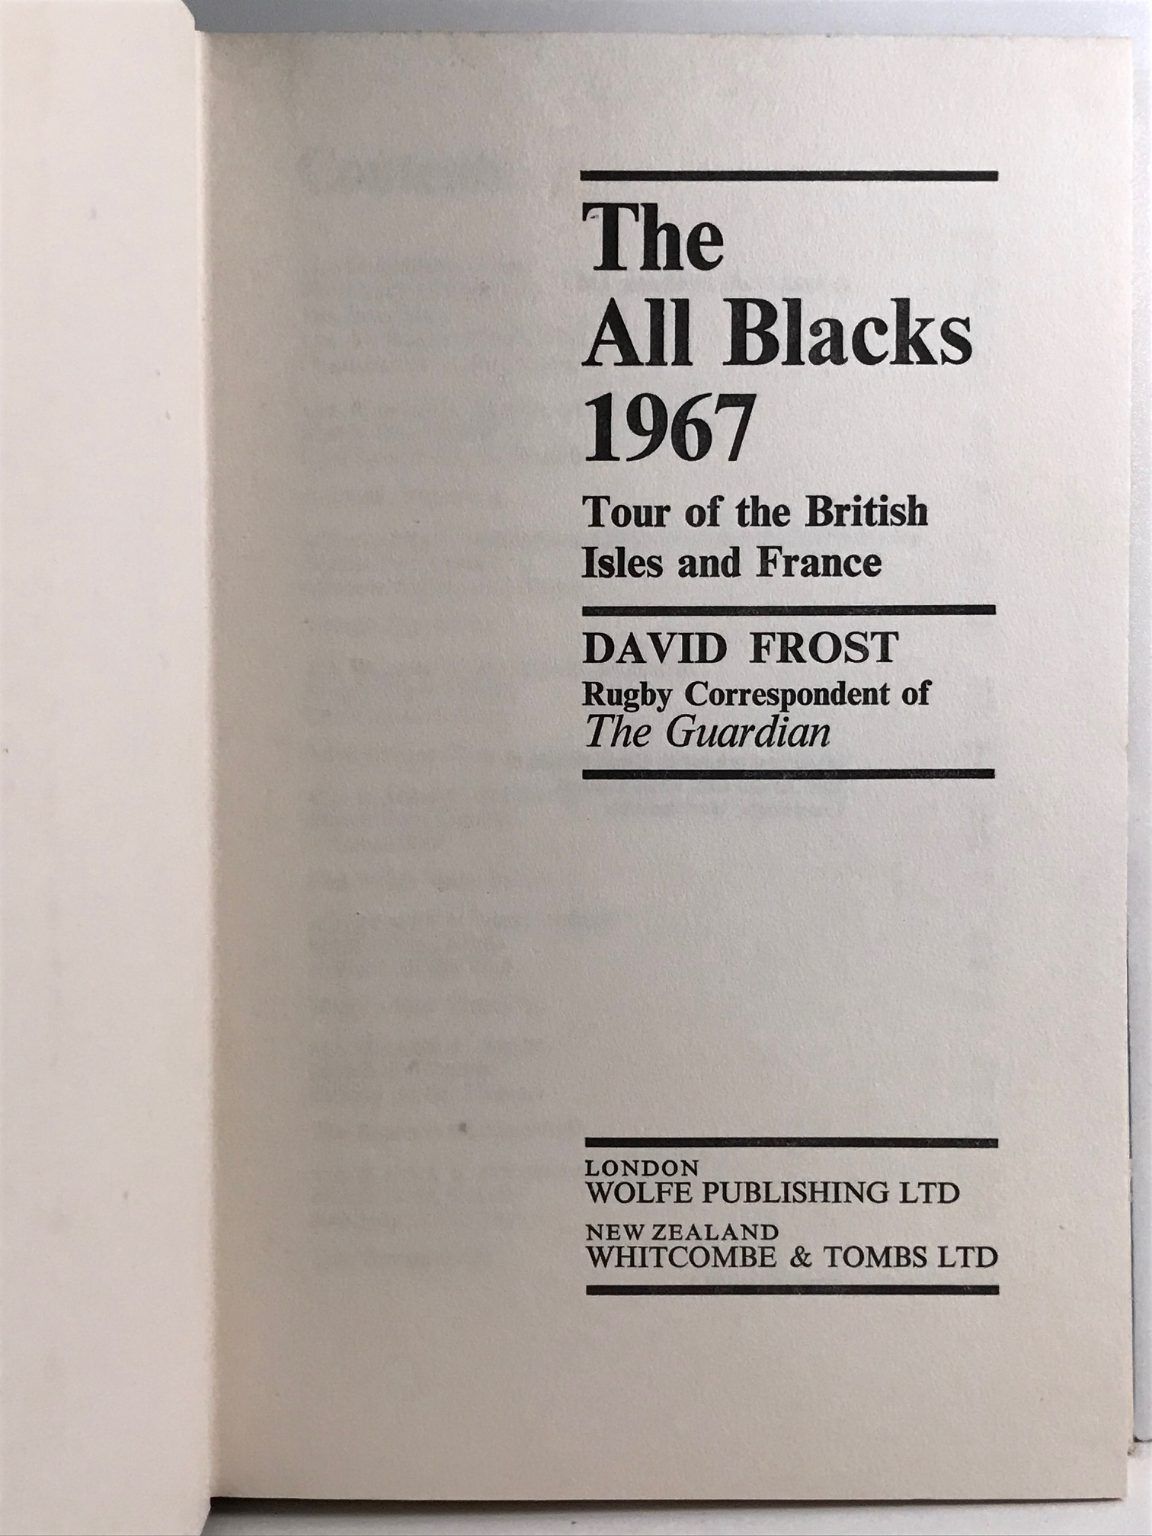 The
All Blacks
1967
Tour of the British
Isles and France
DAVID FROST
Rugby Correspondent of
The Guardian
LONDON
WOLFE PUBLISHING LTD
NEW ZEALAND
WHITCOMBE & TOMBS LTD